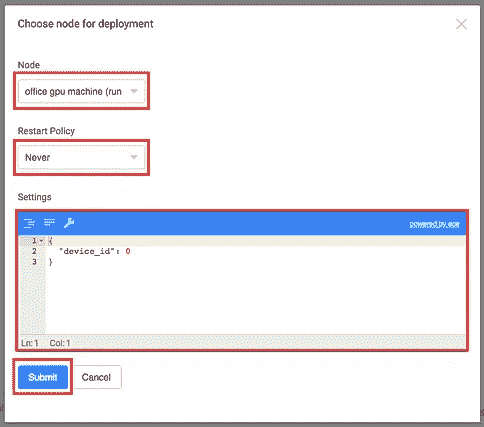 Choose node for deployment
Node
office gpu machine (run
Restart Policy
Never
Settings
powered by ace
1 {
2 "device_id": 0
3 }
Ln:1 Col:1
Submit
Cancel